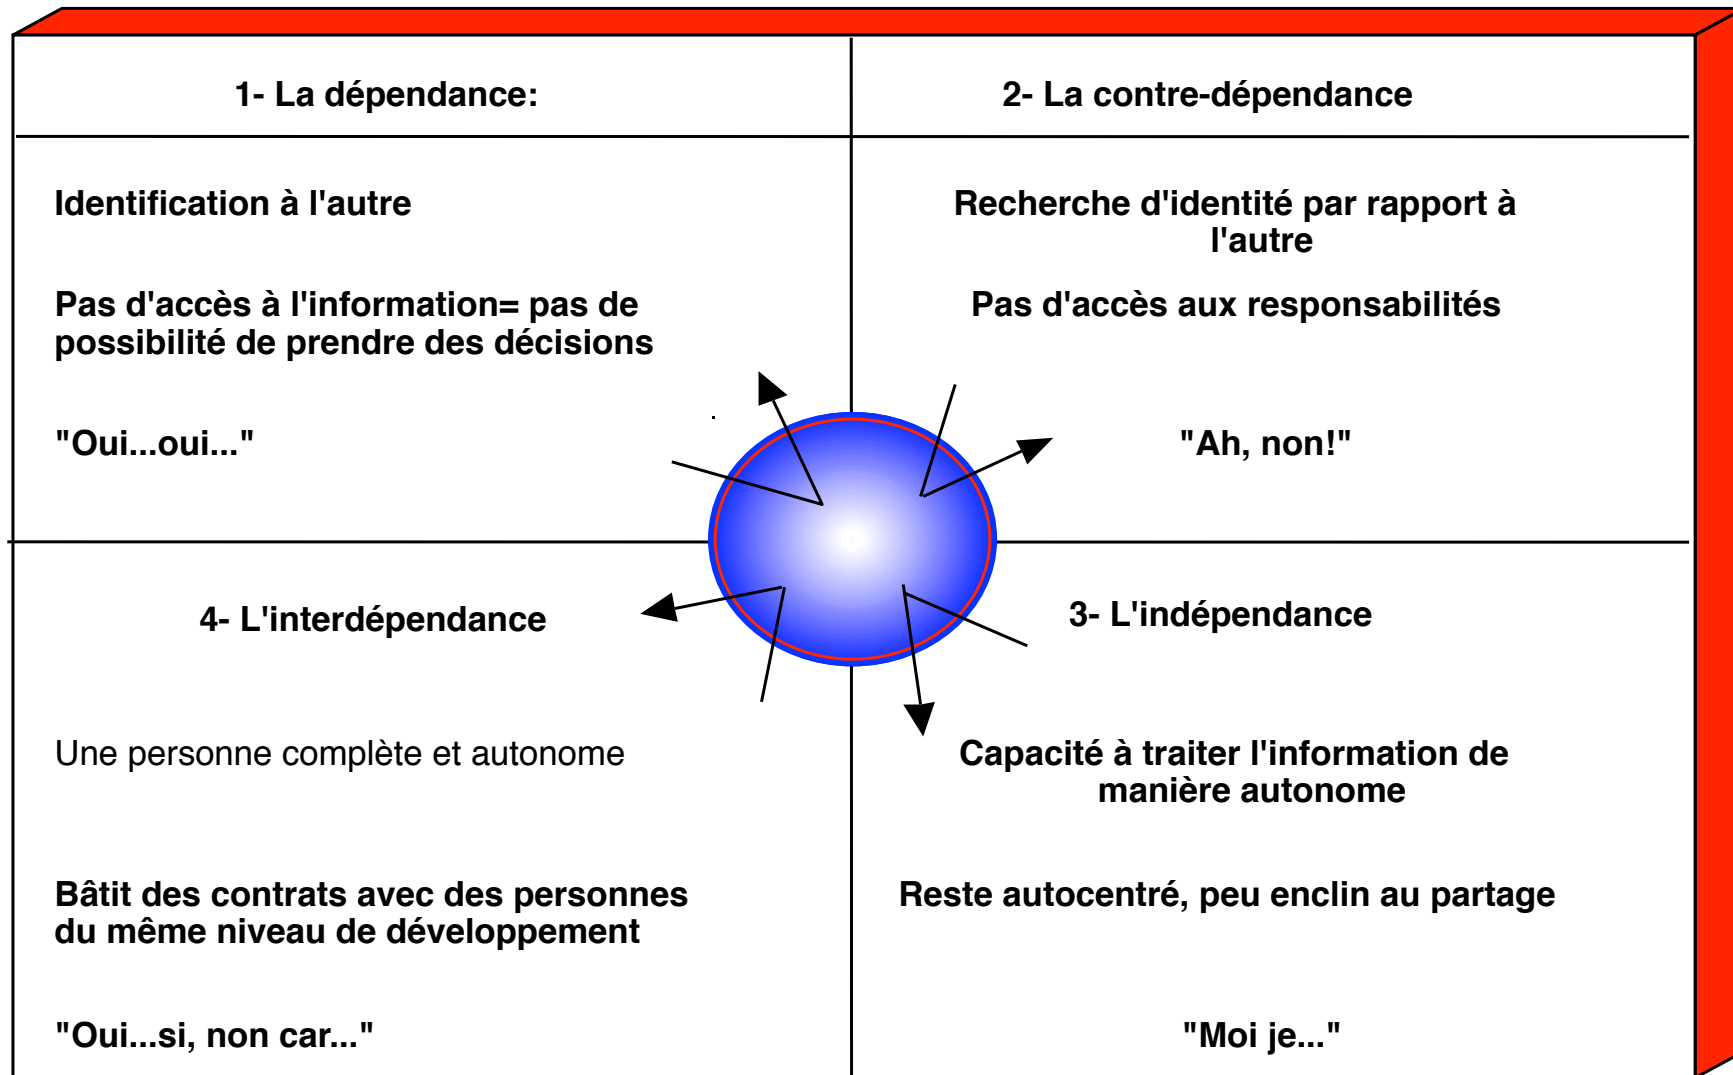 1- La dépendance:
Identification à l'autre
Pas d'accès à l'information= pas de
possibilité de prendre des décisions
"Oui...oui..."
2- La contre-dépendance
Recherche d'identité par rapport à
l'autre
Pas d'accès aux responsabilités
"Ah, non!"
4- L'interdépendance
Une personne complète et autonome
Bâtit des contrats avec des personnes
du même niveau de développement
"Oui...si, non car..."
3- L'indépendance
Capacité à traiter l'information de
manière autonome
Reste autocentré, peu enclin au partage
"Moi je..."